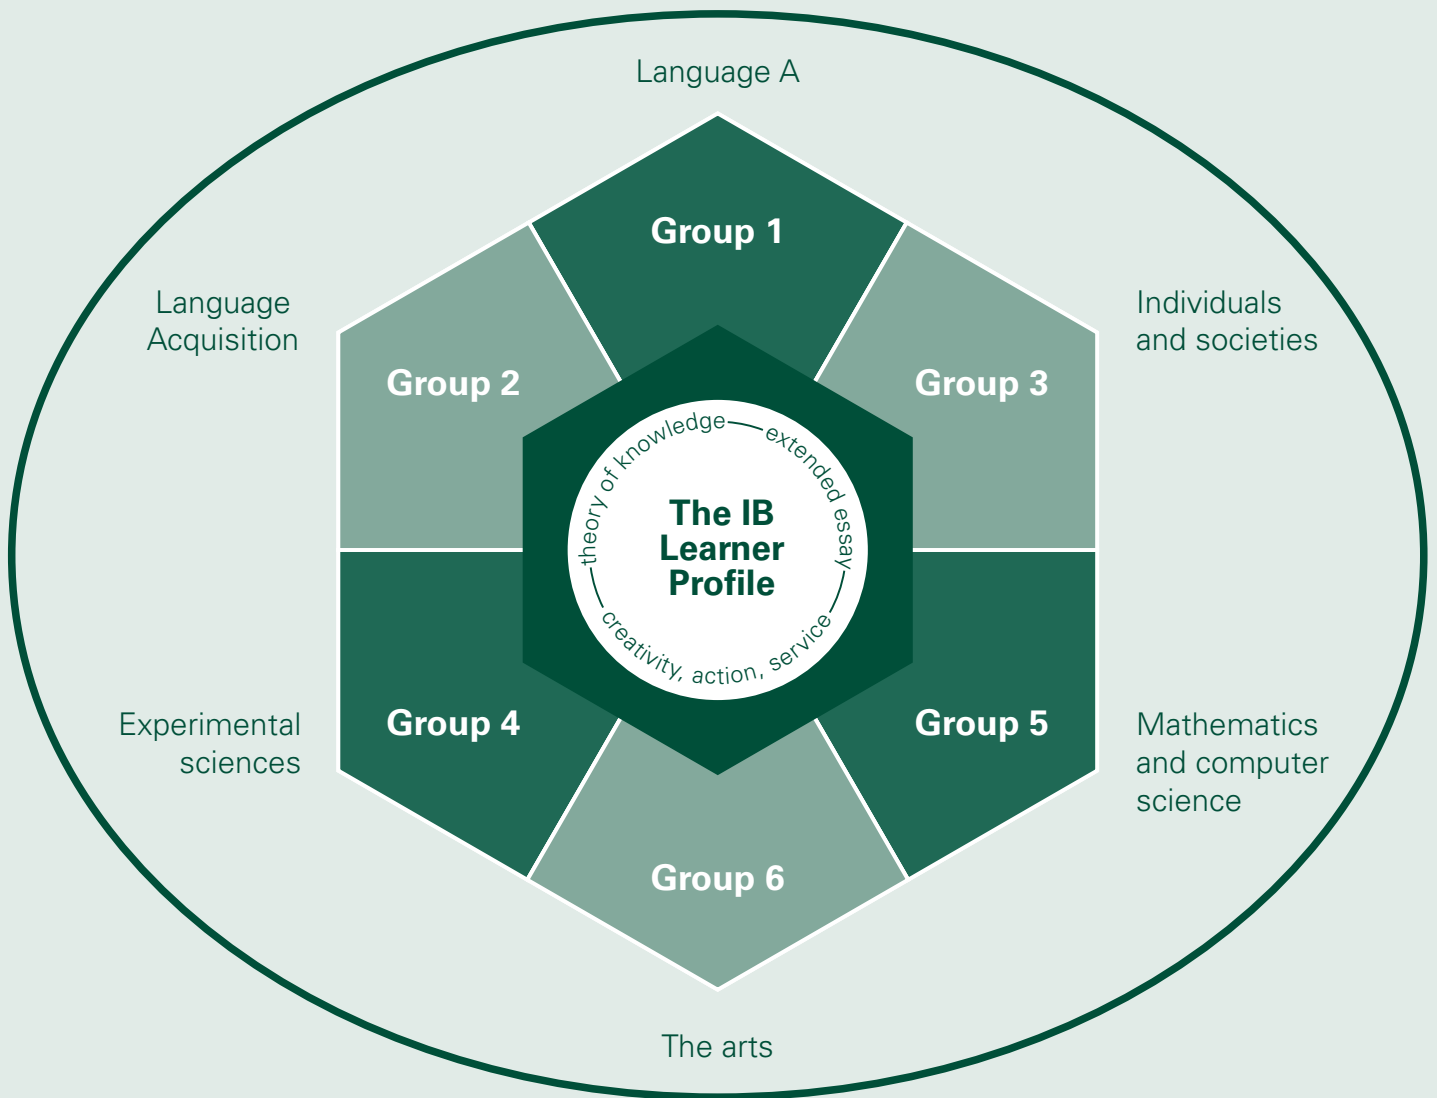 Language A
Group 1
Language
Acquisition
Individuals
and societies
Group 2
Group 3
theory of knowledge
extended essay
The IB
Learner
Profile
creativity, action, service
Experimental
sciences
Group 4
Group 5
Mathematics
and computer
science
Group 6
The arts